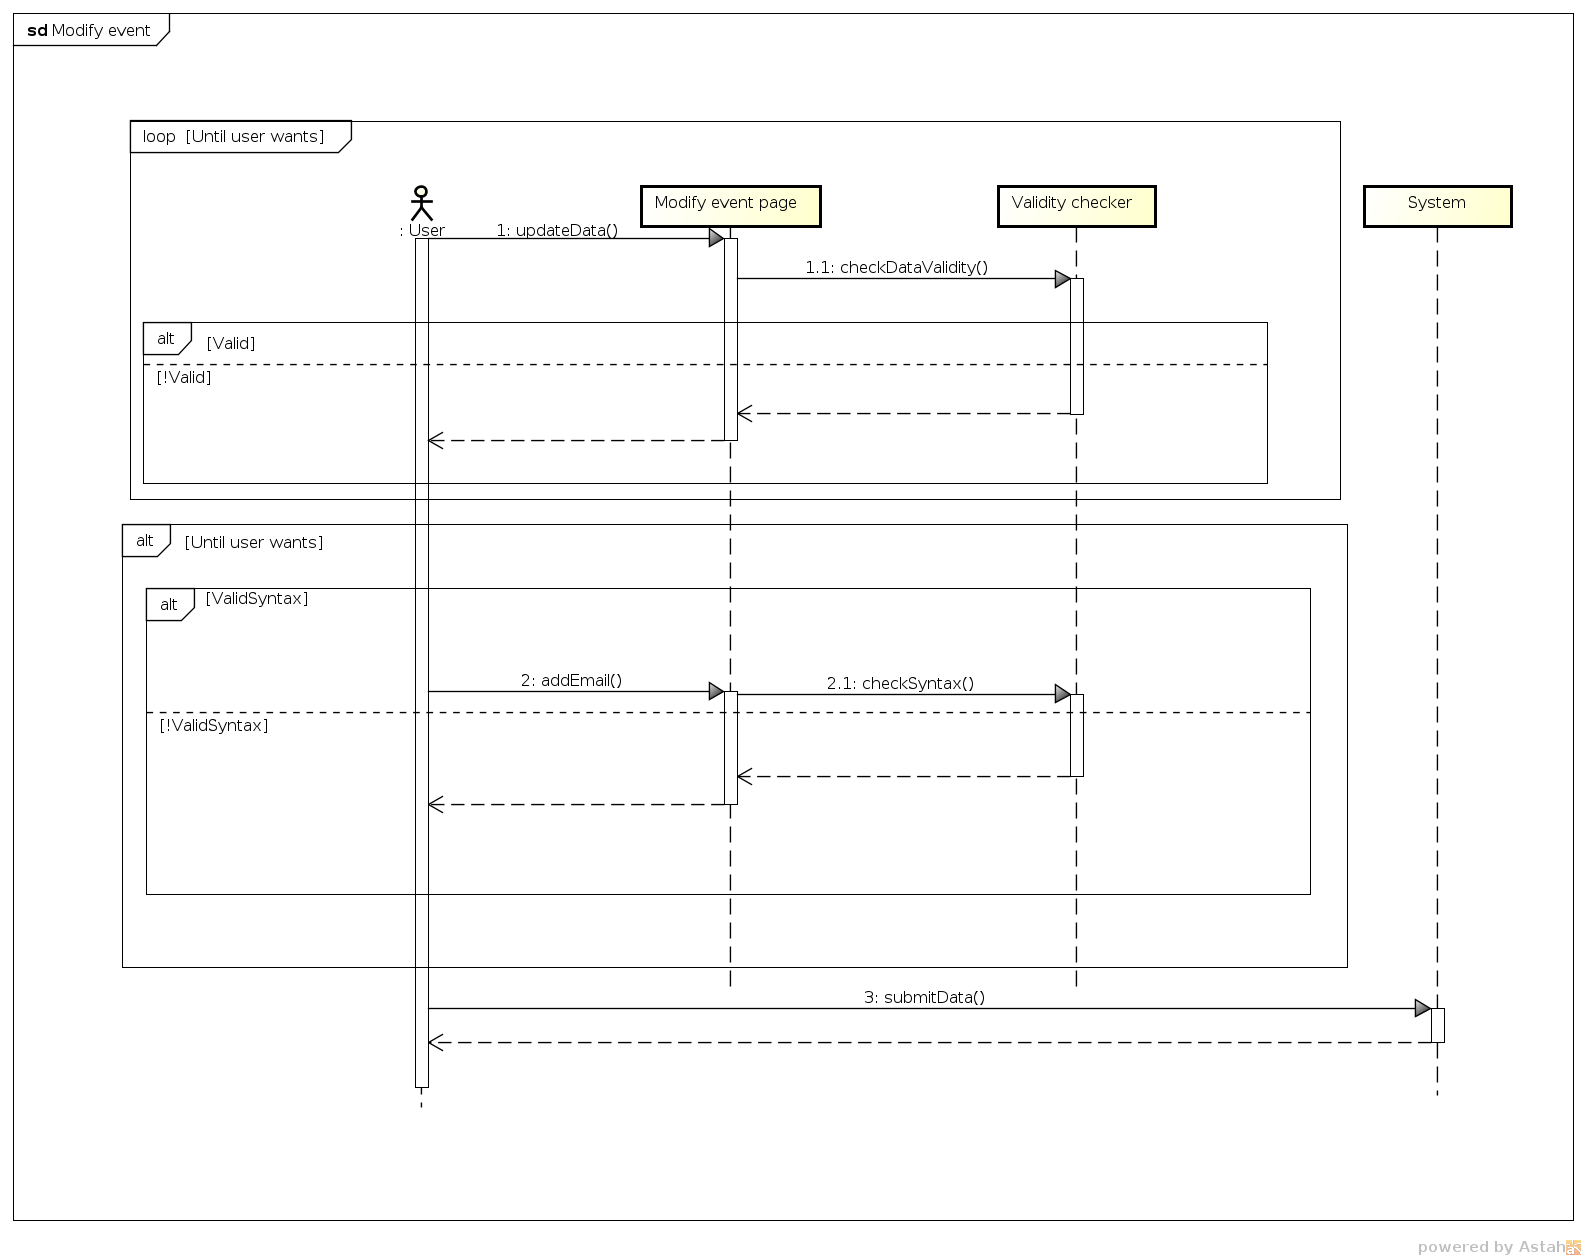 sd Modify event
loop [Until user wants]
: User
Modify event page
Validity checker
System
1: updateData()
1.1: checkDataValidity()
alt [Valid]
[!Valid]
alt [Until user wants]
alt [ValidSyntax]
2: addEmail()
2.1: checkSyntax()
[!ValidSyntax]
3: submitData()
powered by Astah